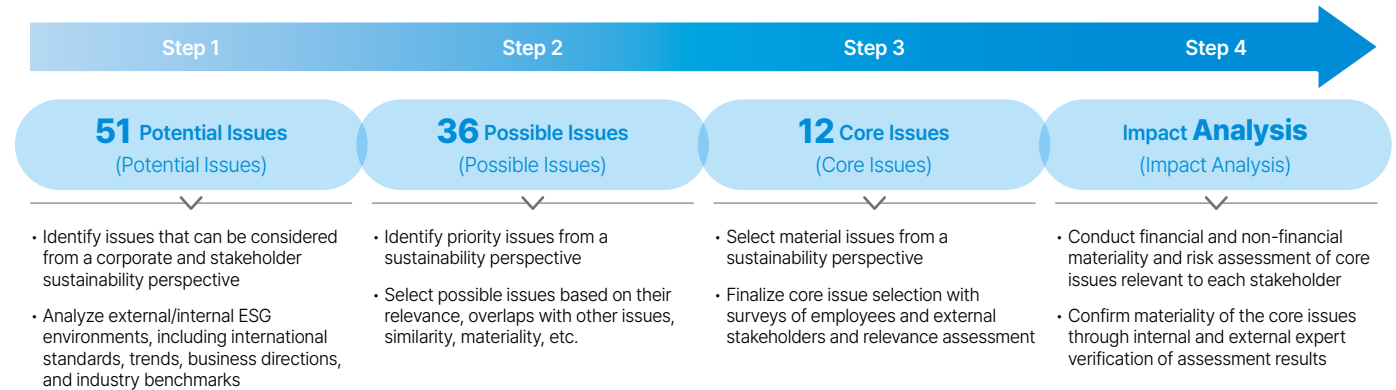 Step 1
Step 2
Step 3
Step 4
51 Potential Issues
(Potential Issues)
36 Possible Issues
(Possible Issues)
12 Core Issues
(Core Issues)
Impact Analysis
(Impact Analysis)
• Identify issues that can be considered
from a corporate and stakeholder
sustainability perspective
• Analyze external/internal ESG
environments, including international
standards, trends, business directions,
and industry benchmarks
• Identify priority issues from a
sustainability perspective
• Select possible issues based on their
relevance, overlaps with other issues,
similarity, materiality, etc.
• Select material issues from a
sustainability perspective
• Finalize core issue selection with
surveys of employees and external
stakeholders and relevance assessment
• Conduct financial and non-financial
materiality and risk assessment of core
issues relevant to each stakeholder
• Confirm materiality of the core issues
through internal and external expert
verification of assessment results